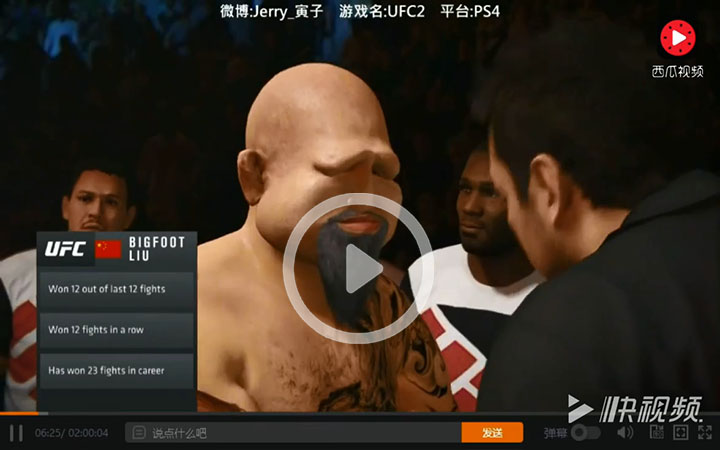 微博:Jerry_寅子 游戏名:UFC2 平台:PS4
西瓜视频
UFC
BIGFOOT
LIU
Won 12 out of last 12 fights
Won 12 fights in a row
Has won 23 fights in career
快视频
06:25/ 02:00:04
说点什么吧
发送
弹幕